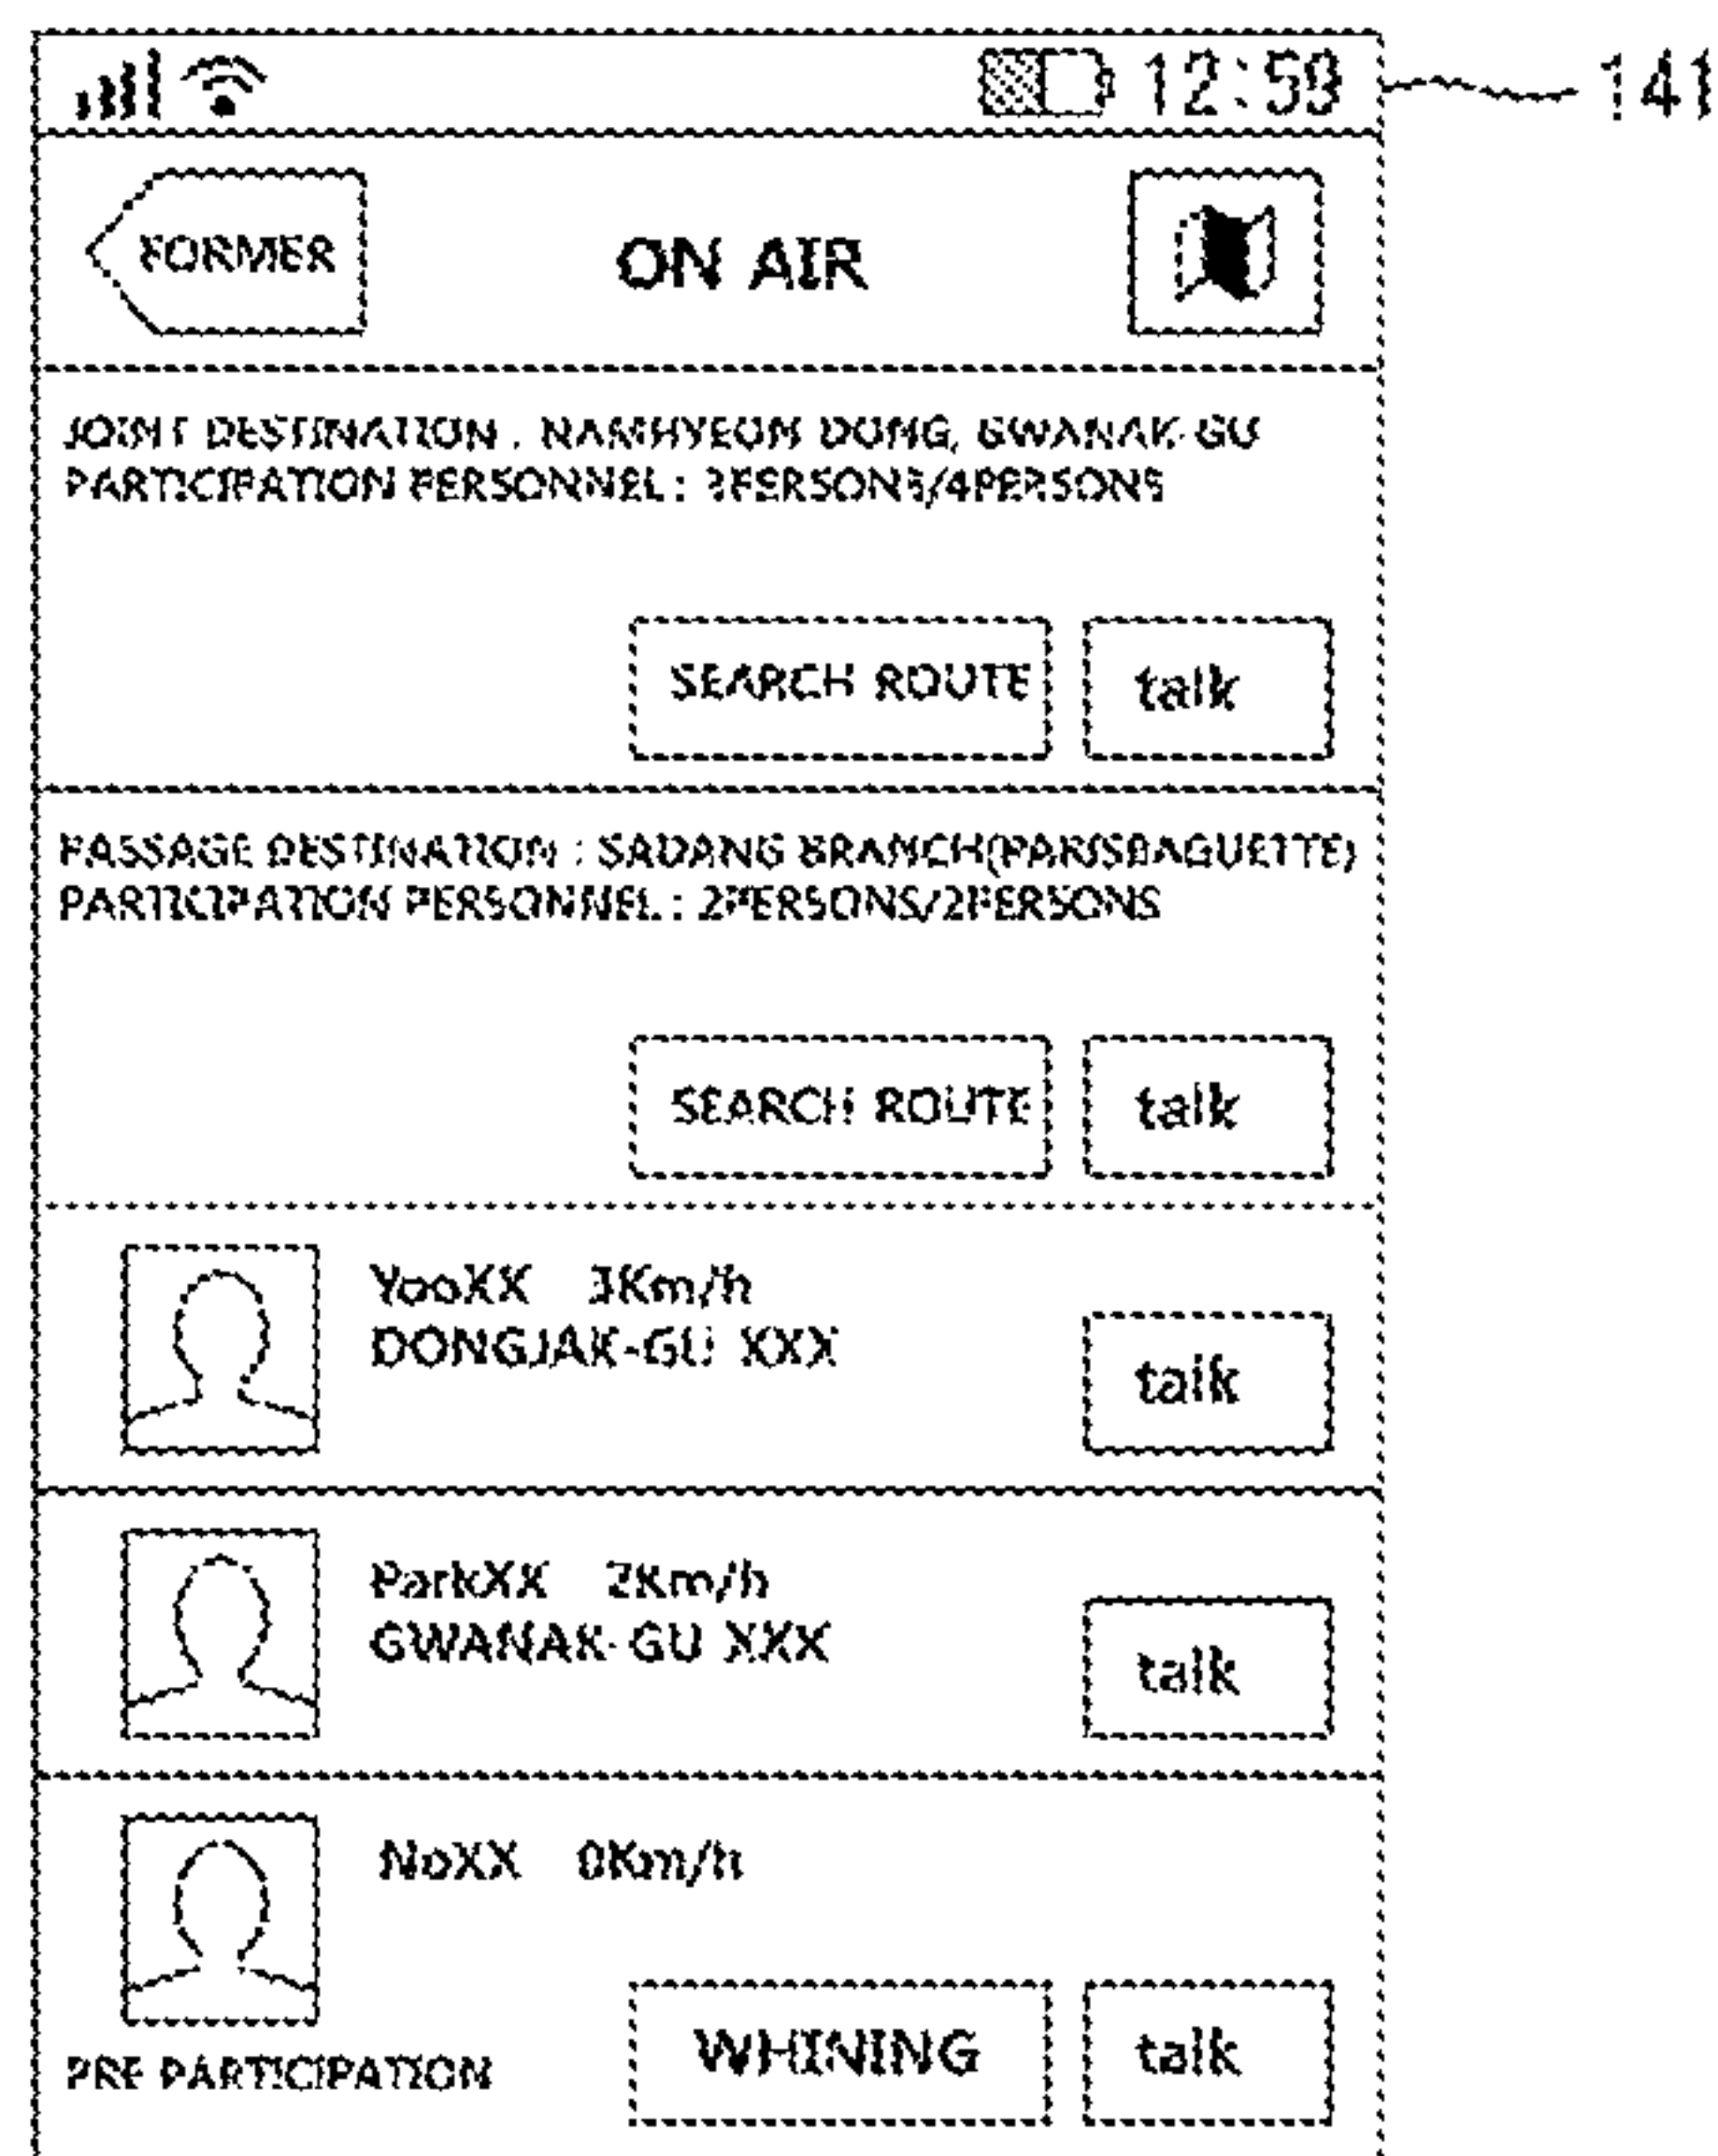 12:59
141
FORMER
ON AIR
JOINT DESTINATION : NAMHYEON DONG, GWANAK-GU
PARTICIPATION PERSONNEL : 2PERSONS/4PERSONS
SEARCH ROUTE
talk
PASSAGE DESTINATION : SADANG BRANCH(PARISBAGUETTE)
PARTICIPATION PERSONNEL : 2PERSONS/2PERSONS
SEARCH ROUTE
talk
YooXX 3Km/h
DONGJAK-GU XXX
talk
ParkXX 2Km/h
GWANAK-GU XXX
talk
NoXX 0Km/h
WHINING
talk
PRE PARTICIPATION